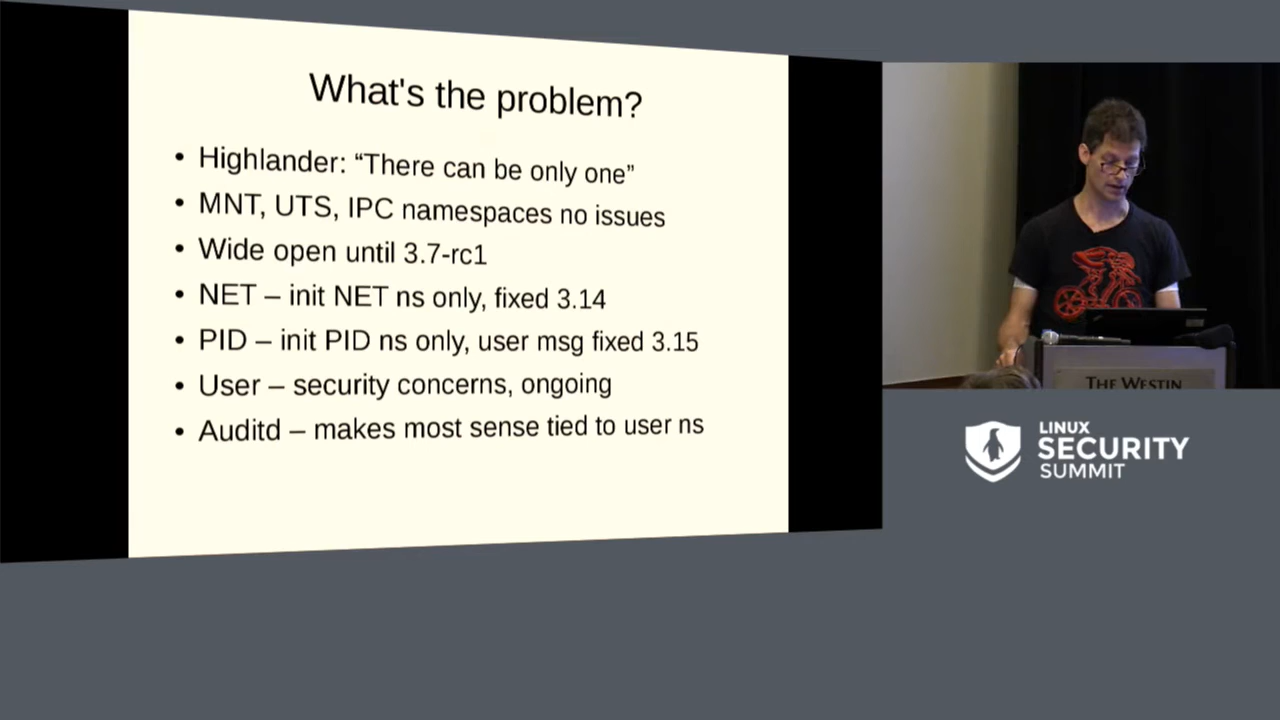 What's the problem?
• Highlander: “There can be only one”
• MNT, UTS, IPC namespaces no issues
• Wide open until 3.7-rc1
• NET – init NET ns only, fixed 3.14
• PID – init PID ns only, user msg fixed 3.15
• User – security concerns, ongoing
• Auditd – makes most sense tied to user ns
THE WESTIN
LINUX
SECURITY
SUMMIT